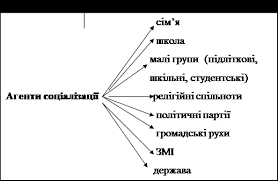 сім’я
школа
малі групи (підліткові,
шкільні, студентські)
Агенти соціалізації
релігійні спільноти
політичні партії
громадські рухи
ЗМІ
держава